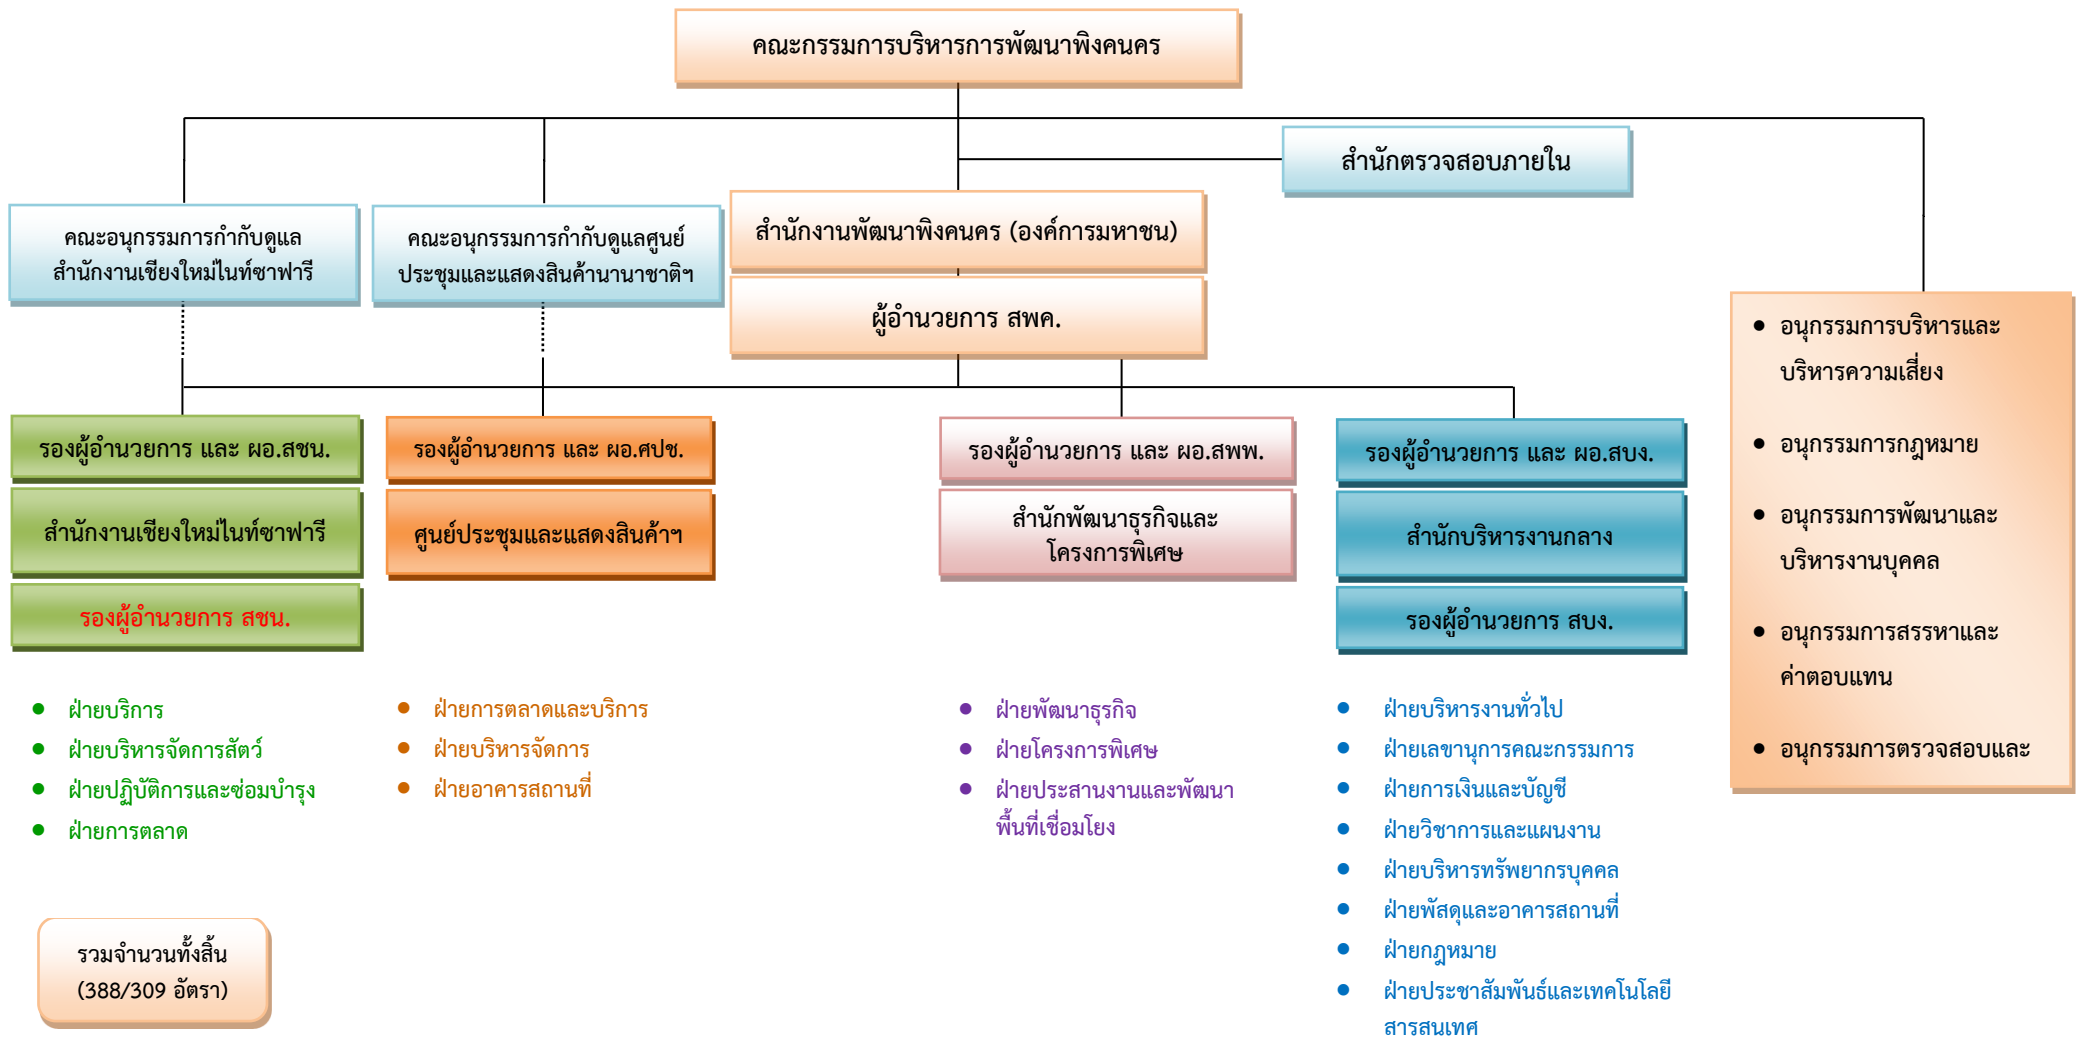 คณะกรรมการบริหารการพัฒนาพิงคนคร
สำนักตรวจสอบภายใน
คณะอนุกรรมการกำกับดูแล
สำนักงานเชียงใหม่ไนท์ซาฟารี
คณะอนุกรรมการกำกับดูแลศูนย์
ประชุมและแสดงสินค้านานาชาติฯ
สำนักงานพัฒนาพิงคนคร (องค์การมหาชน)
ผู้อำนวยการ สพค.
● อนุกรรมการบริหารและ
บริหารความเสี่ยง
● อนุกรรมการกฎหมาย
● อนุกรรมการพัฒนาและ
บริหารงานบุคคล
● อนุกรรมการสรรหาและ
ค่าตอบแทน
● อนุกรรมการตรวจสอบและ
รองผู้อำนวยการ และ ผอ.สชน.
สำนักงานเชียงใหม่ไนท์ซาฟารี
รองผู้อำนวยการ สชน.
● ฝ่ายบริการ
● ฝ่ายบริหารจัดการสัตว์
● ฝ่ายปฏิบัติการและซ่อมบำรุง
● ฝ่ายการตลาด
รองผู้อำนวยการ และ ผอ.ศปช.
ศูนย์ประชุมและแสดงสินค้าฯ
● ฝ่ายการตลาดและบริการ
● ฝ่ายบริหารจัดการ
● ฝ่ายอาคารสถานที่
รองผู้อำนวยการ และ ผอ.สพพ.
สำนักพัฒนาธุรกิจและ
โครงการพิเศษ
● ฝ่ายพัฒนาธุรกิจ
● ฝ่ายโครงการพิเศษ
● ฝ่ายประสานงานและพัฒนา
พื้นที่เชื่อมโยง
รองผู้อำนวยการ และ ผอ.สบง.
สำนักบริหารงานกลาง
รองผู้อำนวยการ สบง.
● ฝ่ายบริหารงานทั่วไป
● ฝ่ายเลขานุการคณะกรรมการ
● ฝ่ายการเงินและบัญชี
● ฝ่ายวิชาการและแผนงาน
● ฝ่ายบริหารทรัพยากรบุคคล
● ฝ่ายพัสดุและอาคารสถานที่
● ฝ่ายกฎหมาย
● ฝ่ายประชาสัมพันธ์และเทคโนโลยี
สารสนเทศ
รวมจำนวนทั้งสิ้น
(388/309 อัตรา)